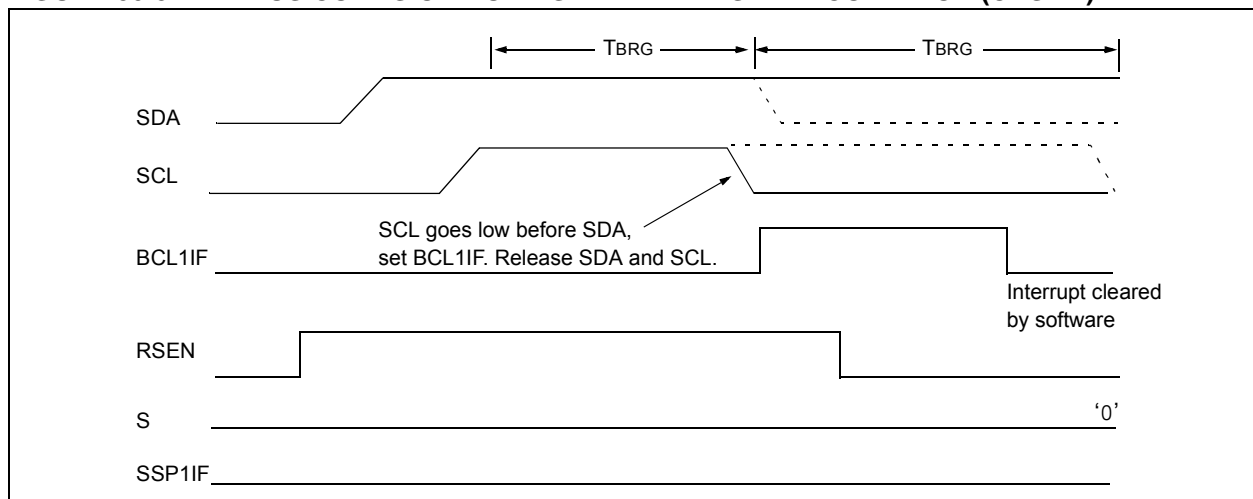 TBRG TBRG
SDA
SCL
SCL goes low before SDA,
set BCL1IF. Release SDA and SCL.
BCL1IF
Interrupt cleared
by software
RSEN
S ‘0’
SSP1IF